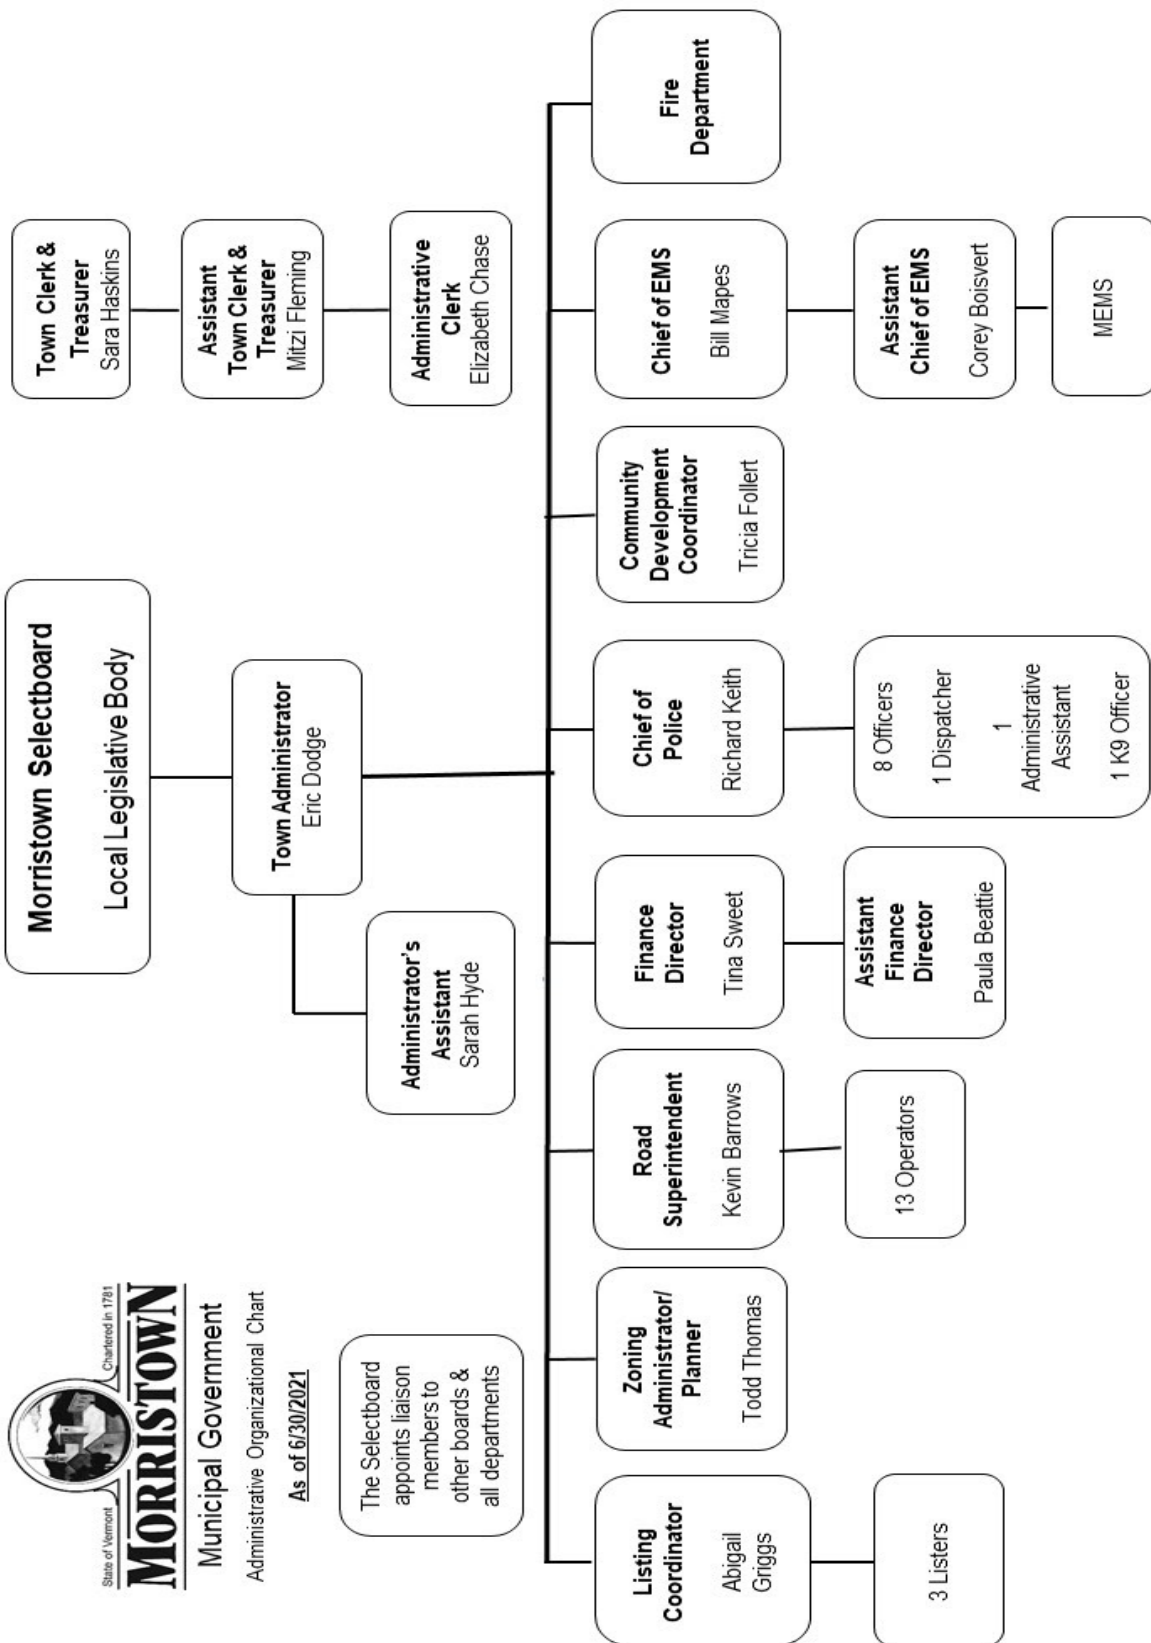 State of Vermont
Chartered in 1781
MORRISTOWN
Municipal Government
Administrative Organizational Chart
As of 6/30/2021
The Selectboard
appoints liaison
members to
other boards &
all departments
Morristown Selectboard
Local Legislative Body
Town Administrator
Eric Dodge
Administrator's
Assistant
Sarah Hyde
Town Clerk &
Treasurer
Sara Haskins
Assistant
Town Clerk &
Treasurer
Mitzi Fleming
Administrative
Clerk
Elizabeth Chase
Listing
Coordinator
Abigail
Griggs
3 Listers
Zoning
Administrator/
Planner
Todd Thomas
Road
Superintendent
Kevin Barrows
13 Operators
Finance
Director
Tina Sweet
Assistant
Finance
Director
Paula Beattie
Chief of
Police
Richard Keith
8 Officers
1 Dispatcher
1
Administrative
Assistant
1 K9 Officer
Community
Development
Coordinator
Tricia Follert
Chief of EMS
Bill Mapes
Assistant
Chief of EMS
Corey Boisvert
MEMS
Fire
Department